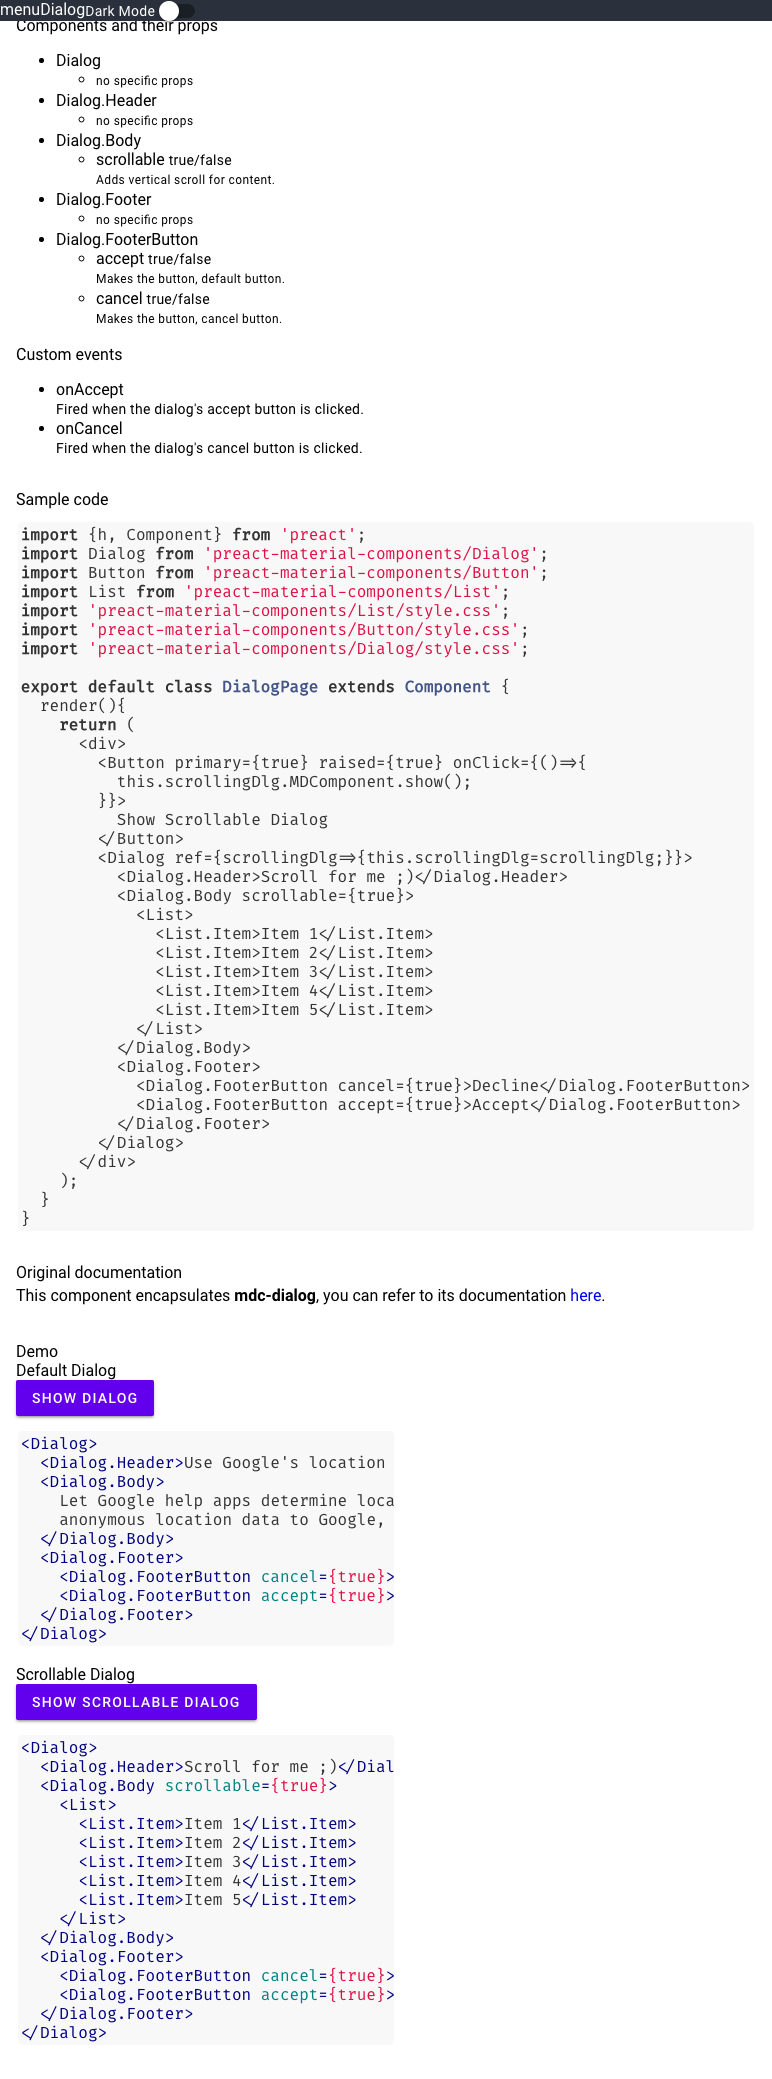 menuDialogDark Mode
Components and their props
Dialog
no specific props
Dialog.Header
no specific props
Dialog.Body
scrollable true/false
Adds vertical scroll for content.
Dialog.Footer
no specific props
Dialog.FooterButton
accept true/false
Makes the button, default button.
cancel true/false
Makes the button, cancel button.
Custom events
onAccept
Fired when the dialog's accept button is clicked.
onCancel
Fired when the dialog's cancel button is clicked.
Sample code
import {h, Component} from 'preact';
import Dialog from 'preact-material-components/Dialog';
import Button from 'preact-material-components/Button';
import List from 'preact-material-components/List';
import 'preact-material-components/List/style.css';
import 'preact-material-components/Button/style.css';
import 'preact-material-components/Dialog/style.css';
export default class DialogPage extends Component {
  render(){
    return (
      <div>
        <Button primary={true} raised={true} onClick={()=>{
          this.scrollingDlg.MDComponent.show();
        }}>
          Show Scrollable Dialog
        </Button>
        <Dialog ref={scrollingDlg=>{this.scrollingDlg=scrollingDlg;}}>
          <Dialog.Header>Scroll for me ;)</Dialog.Header>
          <Dialog.Body scrollable={true}>
            <List>
              <List.Item>Item 1</List.Item>
              <List.Item>Item 2</List.Item>
              <List.Item>Item 3</List.Item>
              <List.Item>Item 4</List.Item>
              <List.Item>Item 5</List.Item>
            </List>
          </Dialog.Body>
          <Dialog.Footer>
            <Dialog.FooterButton cancel={true}>Decline</Dialog.FooterButton>
            <Dialog.FooterButton accept={true}>Accept</Dialog.FooterButton>
          </Dialog.Footer>
        </Dialog>
      </div>
    );
  }
}
Original documentation
This component encapsulates mdc-dialog, you can refer to its documentation here.
Demo
Default Dialog
SHOW DIALOG
<Dialog>
  <Dialog.Header>Use Google's location
  <Dialog.Body>
    Let Google help apps determine loca
    anonymous location data to Google,
  </Dialog.Body>
  <Dialog.Footer>
    <Dialog.FooterButton cancel={true}>
    <Dialog.FooterButton accept={true}>
  </Dialog.Footer>
</Dialog>
Scrollable Dialog
SHOW SCROLLABLE DIALOG
<Dialog>
  <Dialog.Header>Scroll for me ;)</Dial
  <Dialog.Body scrollable={true}>
    <List>
      <List.Item>Item 1</List.Item>
      <List.Item>Item 2</List.Item>
      <List.Item>Item 3</List.Item>
      <List.Item>Item 4</List.Item>
      <List.Item>Item 5</List.Item>
    </List>
  </Dialog.Body>
  <Dialog.Footer>
    <Dialog.FooterButton cancel={true}>
    <Dialog.FooterButton accept={true}>
  </Dialog.Footer>
</Dialog>